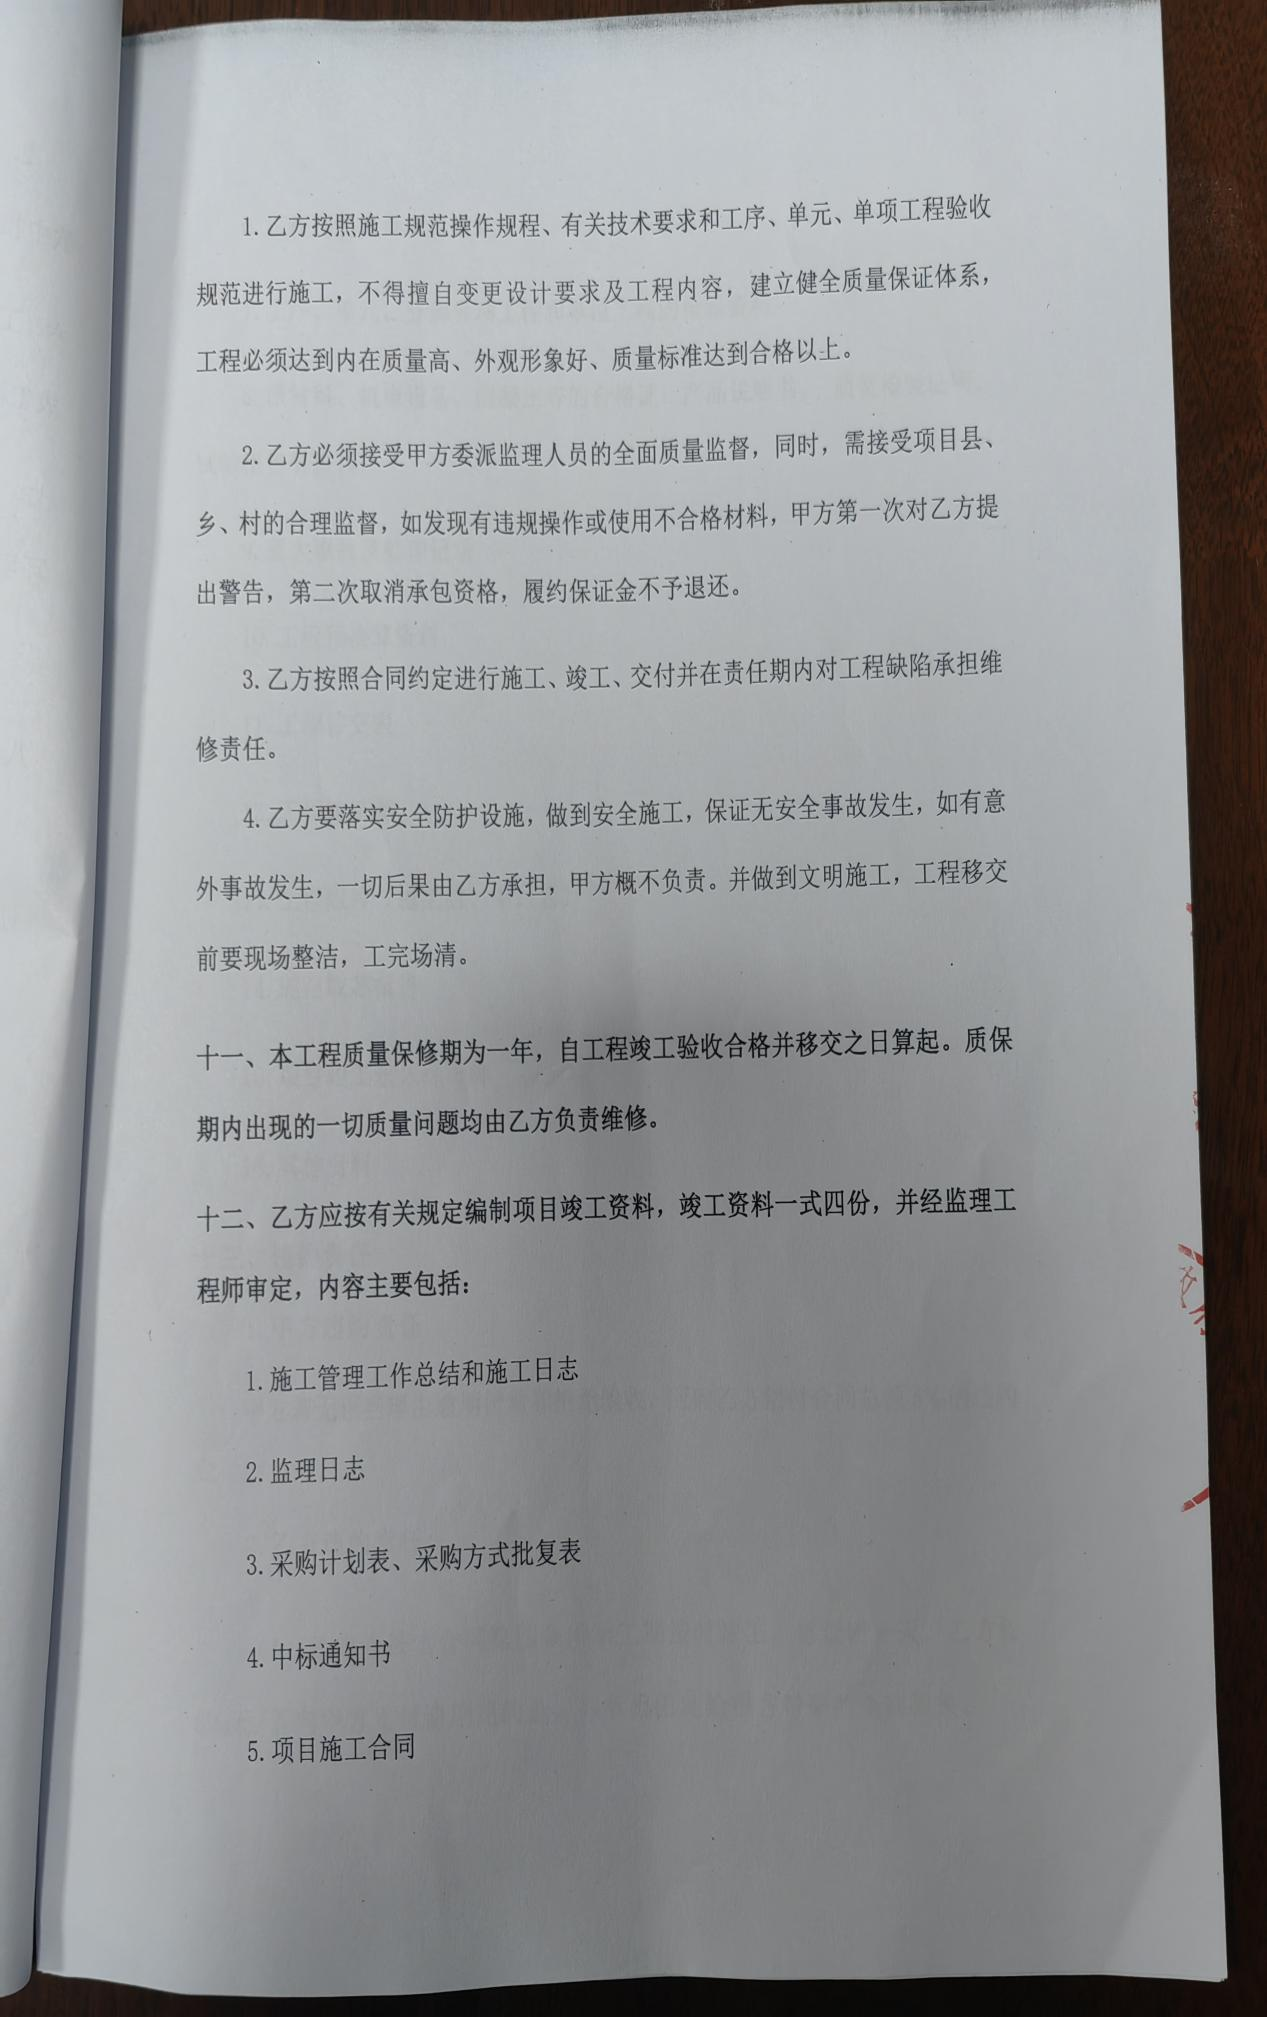 1.乙方按照施工规范操作规程、有关技术要求和工序、单元、单项工程验收
规范进行施工，不得擅自变更设计要求及工程内容，建立健全质量保证体系，
工程必须达到内在质量高、外观形象好、质量标准达到合格以上。
2.乙方必须接受甲方委派监理人员的全面质量监督，同时，需接受项目县、
乡、村的合理监督，如发现有违规操作或使用不合格材料，甲方第一次对乙方提
出警告，第二次取消承包资格，履约保证金不予退还。
3.乙方按照合同约定进行施工、竣工、交付并在责任期内对工程缺陷承担维
修责任。
4.乙方要落实安全防护设施，做到安全施工，保证无安全事故发生，如有意
外事故发生，一切后果由乙方承担，甲方概不负责。并做到文明施工，工程移交
前要现场整洁，工完场清。
十一、本工程质量保修期为一年，自工程竣工验收合格并移交之日算起。质保
期内出现的一切质量问题均由乙方负责维修。
十二、乙方应按有关规定编制项目竣工资料，竣工资料一式四份，并经监理工
程师审定，内容主要包括：
1.施工管理工作总结和施工日志
2.监理日志
3.采购计划表、采购方式批复表
4.中标通知书
5.项目施工合同